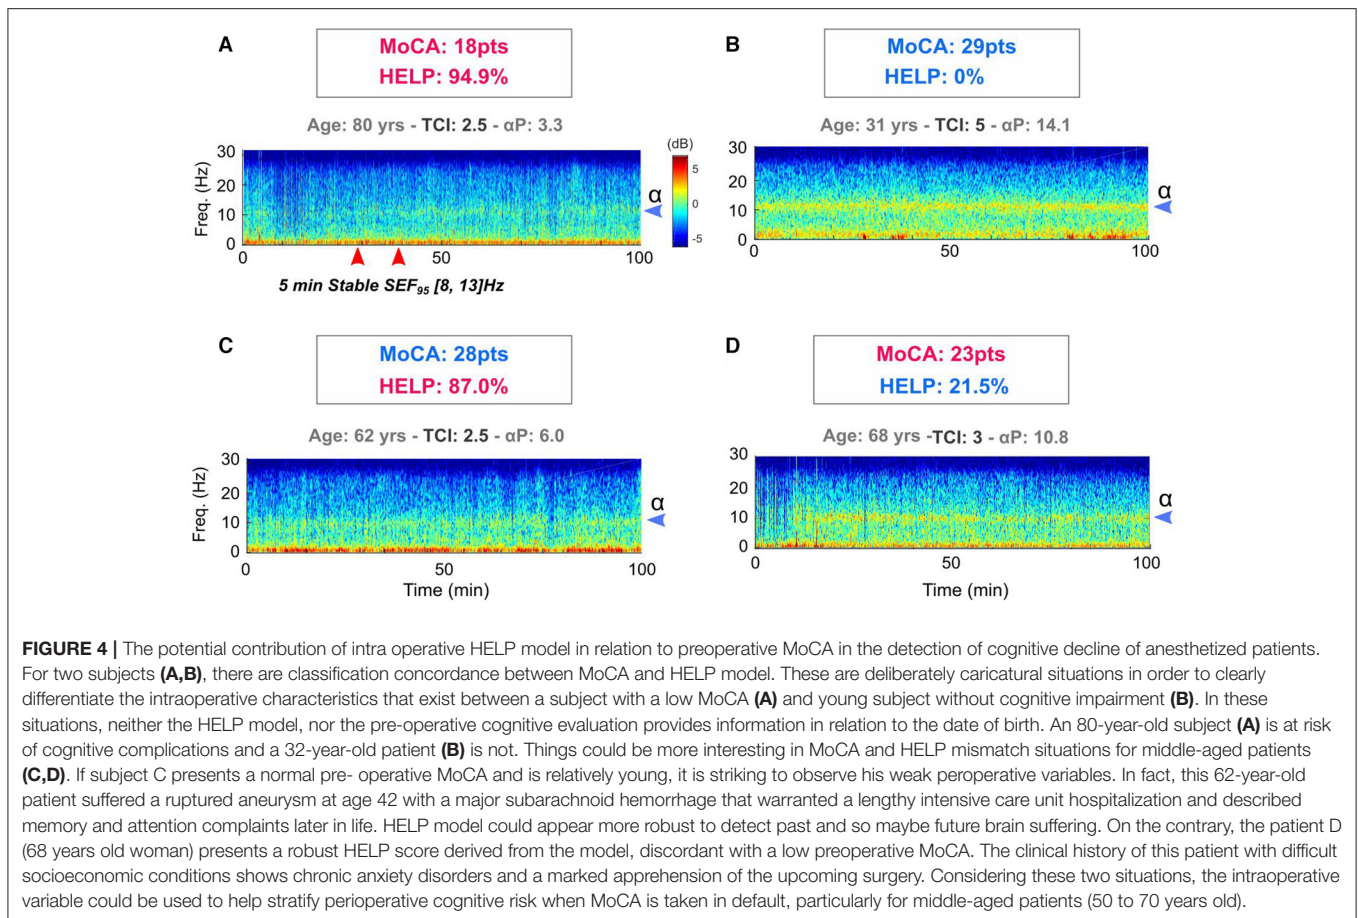 A
MoCA: 18pts
HELP: 94.9%
Age: 80 yrs - TCI: 2.5 - αP: 3.3
(dB)
5
0
-5
30
20
10
0
Freq. (Hz)
α
0
50
100
5 min Stable SEF95 [8, 13]Hz
B
MoCA: 29pts
HELP: 0%
Age: 31 yrs - TCI: 5 - αP: 14.1
30
20
10
0
α
0
50
100
C
MoCA: 28pts
HELP: 87.0%
Age: 62 yrs - TCI: 2.5 - αP: 6.0
30
20
10
0
Freq. (Hz)
α
0
50
100
Time (min)
D
MoCA: 23pts
HELP: 21.5%
Age: 68 yrs -TCI: 3 - αP: 10.8
30
20
10
0
α
0
50
100
Time (min)
FIGURE 4 | The potential contribution of intra operative HELP model in relation to preoperative MoCA in the detection of cognitive decline of anesthetized patients.
For two subjects (A,B), there are classification concordance between MoCA and HELP model. These are deliberately caricatural situations in order to clearly
differentiate the intraoperative characteristics that exist between a subject with a low MoCA (A) and young subject without cognitive impairment (B). In these
situations, neither the HELP model, nor the pre-operative cognitive evaluation provides information in relation to the date of birth. An 80-year-old subject (A) is at risk
of cognitive complications and a 32-year-old patient (B) is not. Things could be more interesting in MoCA and HELP mismatch situations for middle-aged patients
(C,D). If subject C presents a normal pre- operative MoCA and is relatively young, it is striking to observe his weak peroperative variables. In fact, this 62-year-old
patient suffered a ruptured aneurysm at age 42 with a major subarachnoid hemorrhage that warranted a lengthy intensive care unit hospitalization and described
memory and attention complaints later in life. HELP model could appear more robust to detect past and so maybe future brain suffering. On the contrary, the patient D
(68 years old woman) presents a robust HELP score derived from the model, discordant with a low preoperative MoCA. The clinical history of this patient with difficult
socioeconomic conditions shows chronic anxiety disorders and a marked apprehension of the upcoming surgery. Considering these two situations, the intraoperative
variable could be used to help stratify perioperative cognitive risk when MoCA is taken in default, particularly for middle-aged patients (50 to 70 years old).